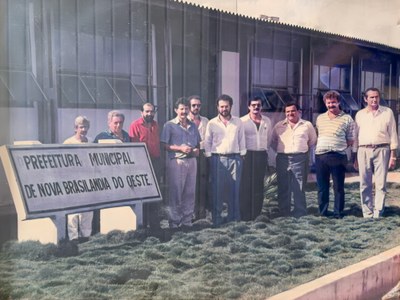 PREFEITURA MUNICIPAL
DE NOVA BRASILANDIA DO OESTE